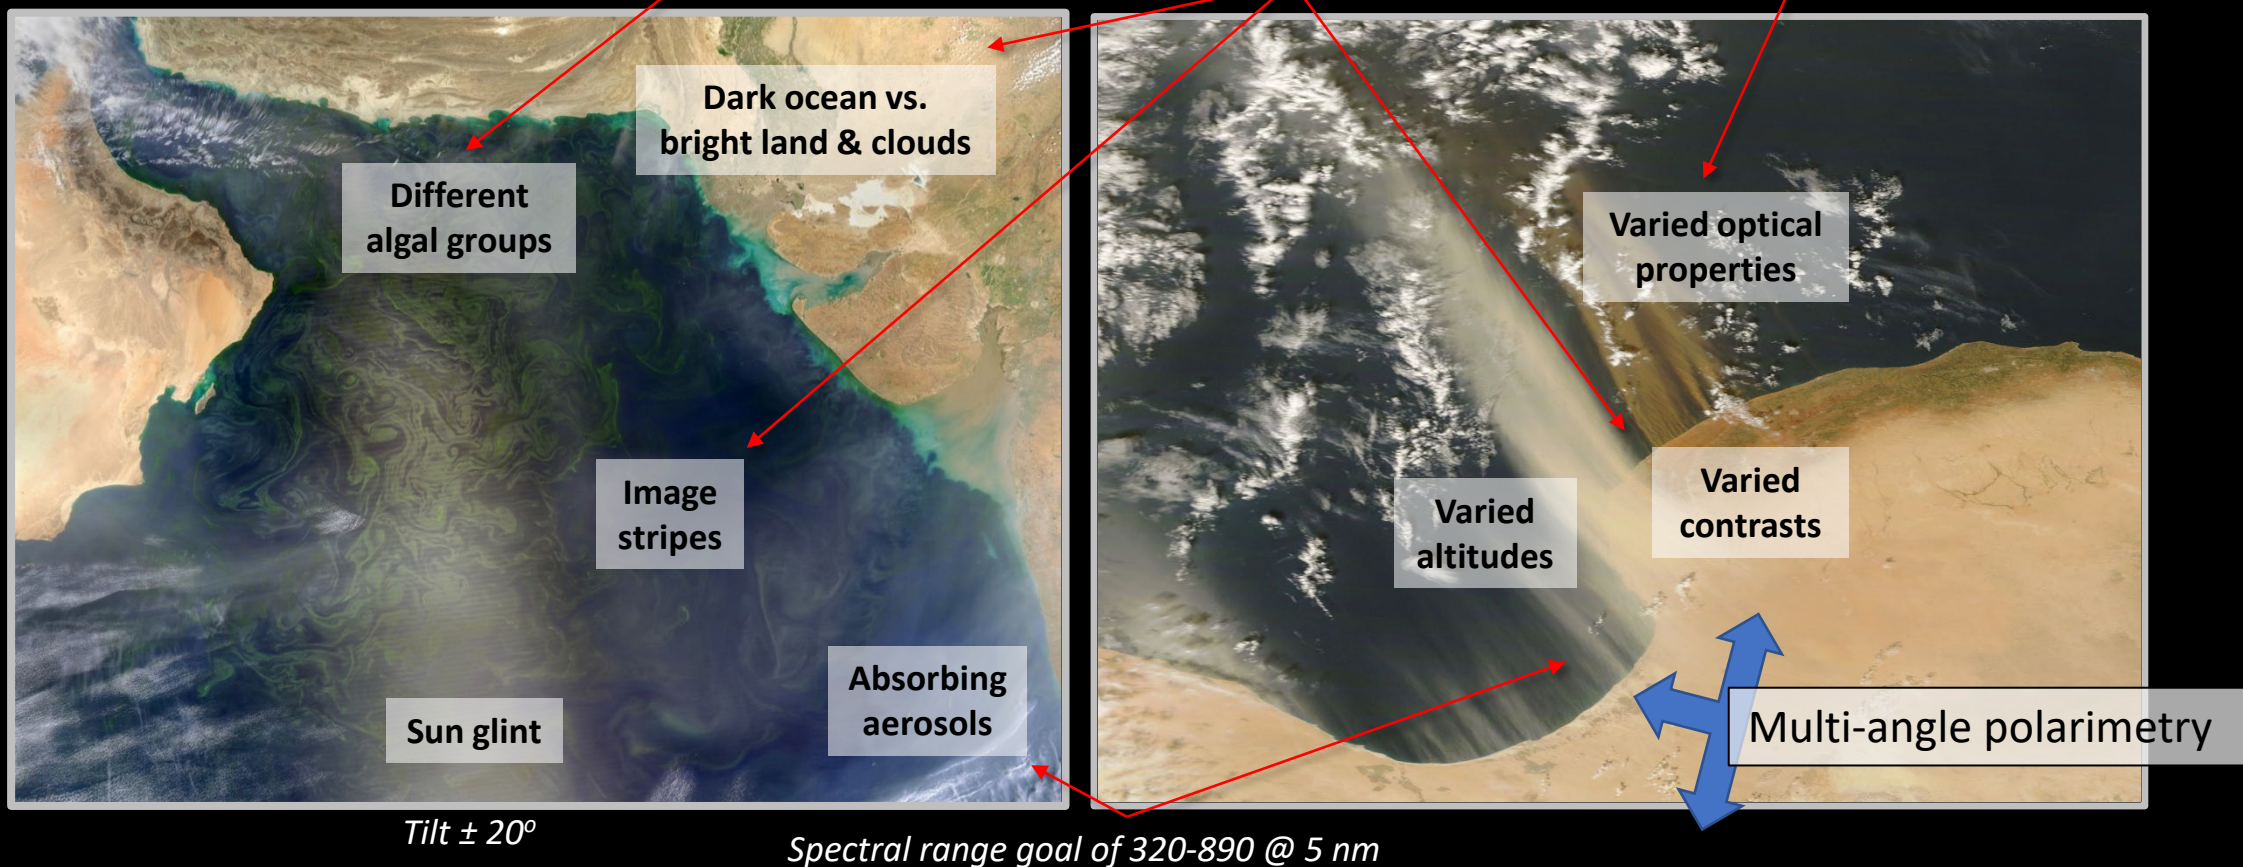 Dark ocean vs.
bright land & clouds
Different
algal groups
Image
stripes
Absorbing
aerosols
Sun glint
Varied optical
properties
Varied
contrasts
Varied
altitudes
Multi-angle polarimetry
Tilt ± 20º
Spectral range goal of 320-890 @ 5 nm